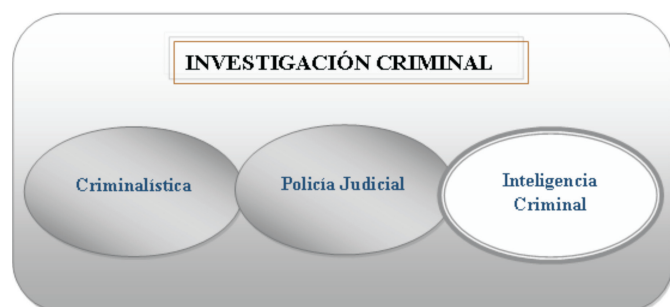 INVESTIGACIÓN CRIMINAL
Criminalística
Policía Judicial
Inteligencia
Criminal